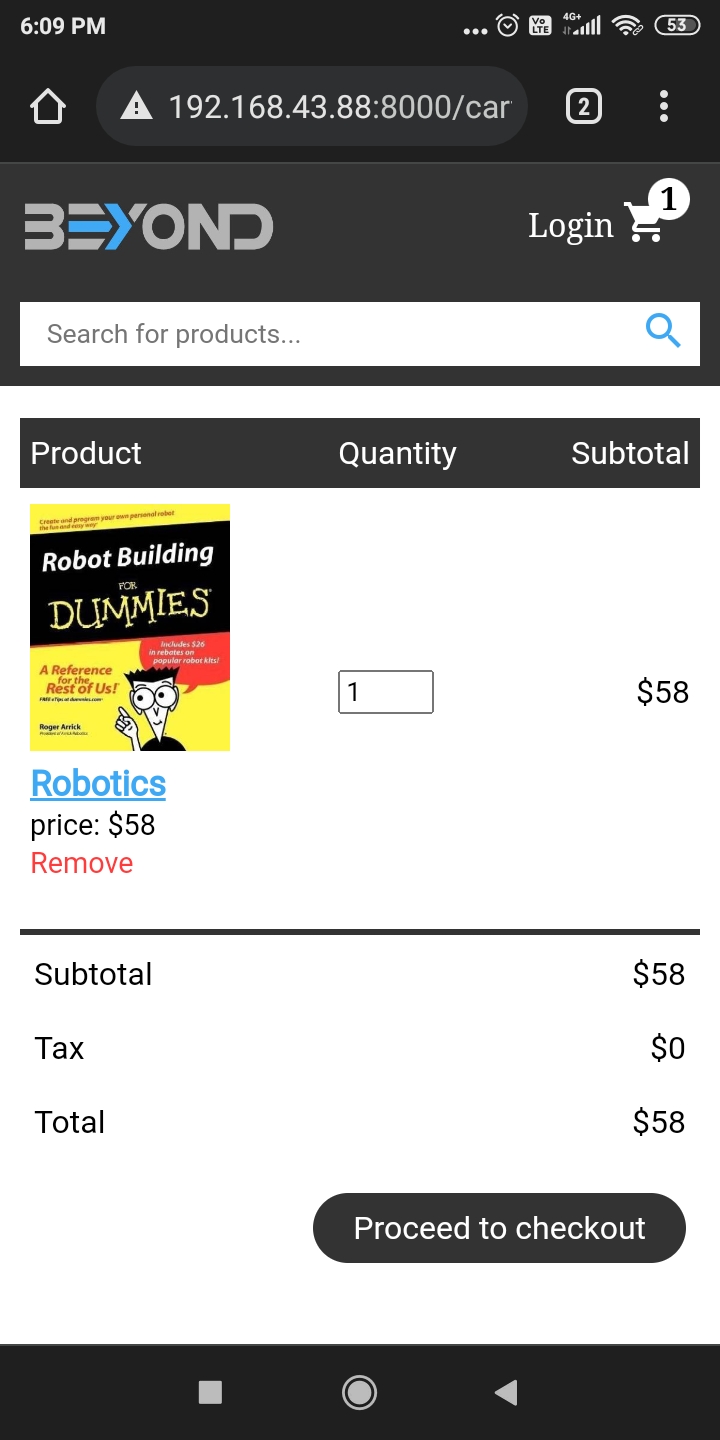 6:09 PM
Vo LTE 4G+ 53
192.168.43.88:8000/car
2
BEYOND
Login
1
Search for products...
Product Quantity Subtotal
Create and program your own personal robot
the fun and easy way
Robot Building
FOR
DUMMIES
Includes $26
in rebates on
popular robot kits!
A Reference
for the
Rest of Us!
FREE eTips at dummies.com
Roger Arrick
1
$58
Robotics
price: $58
Remove
Subtotal $58
Tax $0
Total $58
Proceed to checkout